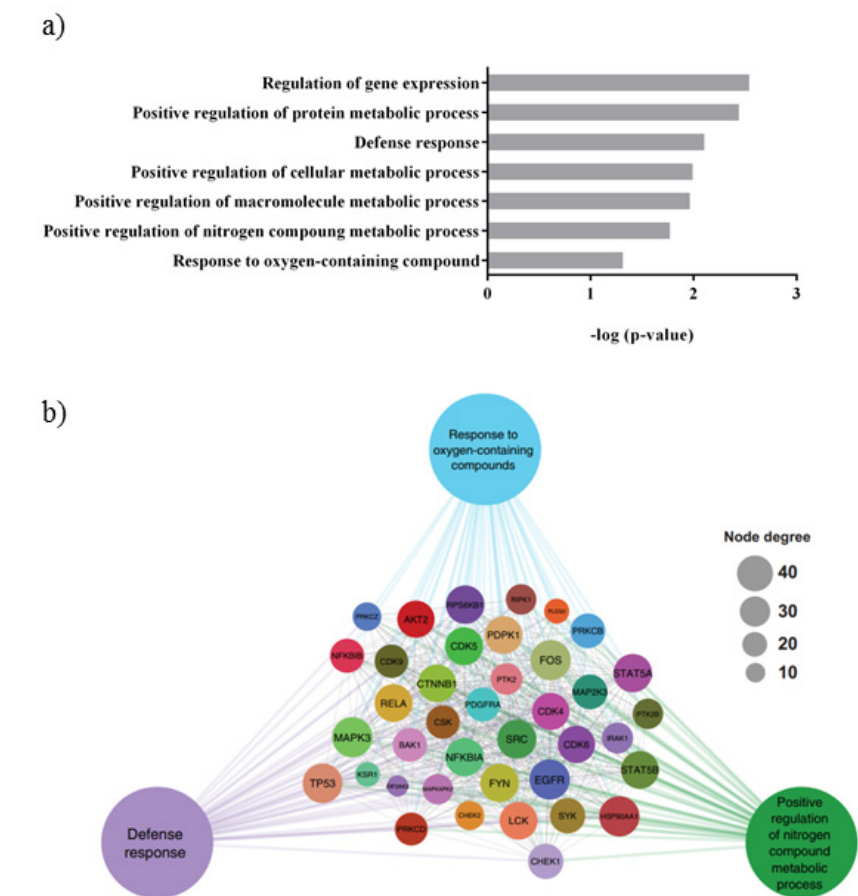 a)
Regulation of gene expression
Positive regulation of protein metabolic process
Defense response
Positive regulation of cellular metabolic process
Positive regulation of macromolecule metabolic process
Positive regulation of nitrogen compoung metabolic process
Response to oxygen-containing compound
0 1 2 3
-log (p-value)
b)
Response to
oxygen-containing
compounds
Node degree
40
30
20
10
PRKCZ
AKT2
RPS6KB1
RIPK1
PLCG2
PRKCB
NFKBIB
CDK9
CDK5
PDPK1
FOS
STAT5A
CTNNB1
PTK2
MAP2K3
RELA
PDGFRA
CDK4
PTK2B
CSK
MAPK3
BAK1
NFKBIA
SRC
CDK6
IRAK1
STAT5B
TP53
KSR1
MAPKAPK2
FYN
EGFR
PRKCD
CHEK2
LCK
SYK
HSP90AA1
CHEK1
Defense
response
Positive
regulation
of nitrogen
compound
metabolic
process